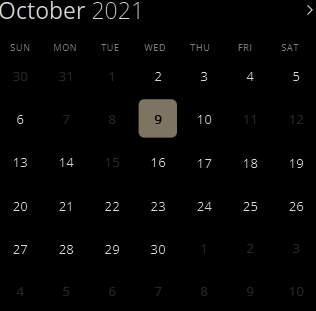 October 2021
SUN MON TUE WED THU FRI SAT
30 31 1 2 3 4 5
6 7 8 9 10 11 12
13 14 15 16 17 18 19
20 21 22 23 24 25 26
27 28 29 30 1 2 3
4 5 6 7 8 9 10